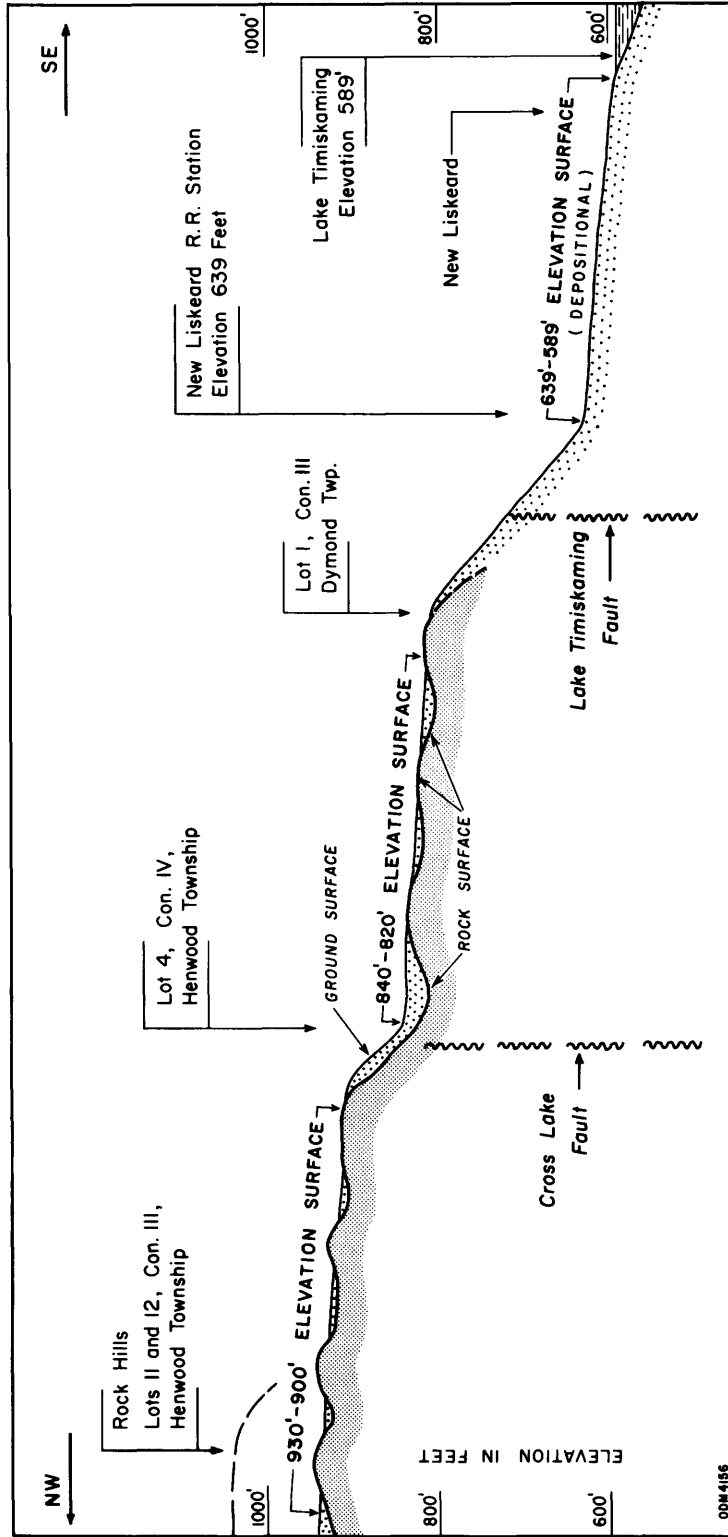 NW
SE
Rock Hills
Lots 11 and 12, Con. III,
Henwood Township
Lot 4, Con. IV,
Henwood Township
Lot 1, Con. III
Dymond Twp.
New Liskeard R.R. Station
Elevation 639 Feet
Lake Timiskaming
Elevation 589'
New Liskeard
1000'
800'
600'
1000'
800'
600'
ELEVATION IN FEET
930'-900' ELEVATION SURFACE
GROUND SURFACE
840'-820' ELEVATION SURFACE
ROCK SURFACE
639'-589' ELEVATION SURFACE
(DEPOSITIONAL)
Cross Lake
Fault
Lake Timiskaming
Fault
ODM4156